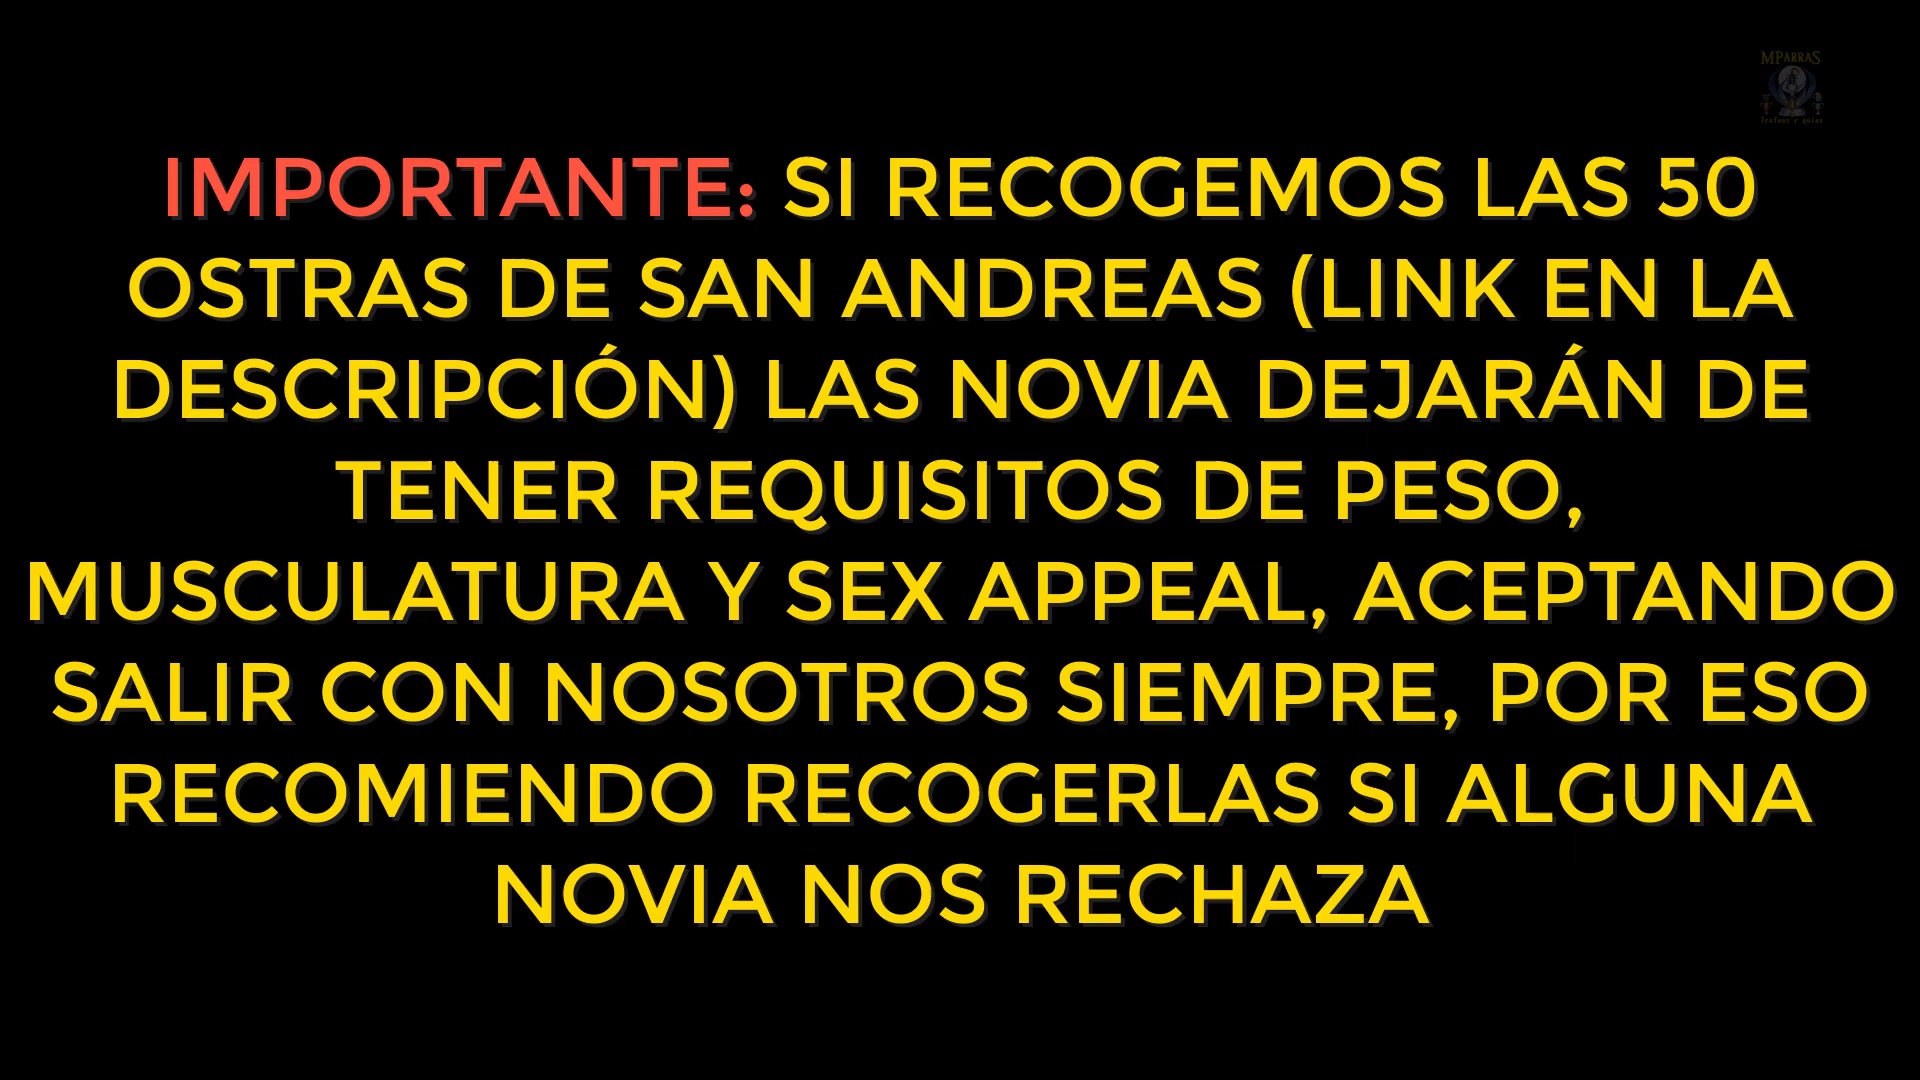 MPARRAS
Trofeos y guías
IMPORTANTE: SI RECOGEMOS LAS 50
OSTRAS DE SAN ANDREAS (LINK EN LA
DESCRIPCIÓN) LAS NOVIA DEJARÁN DE
TENER REQUISITOS DE PESO,
MUSCULATURA Y SEX APPEAL, ACEPTANDO
SALIR CON NOSOTROS SIEMPRE, POR ESO
RECOMIENDO RECOGERLAS SI ALGUNA
NOVIA NOS RECHAZA